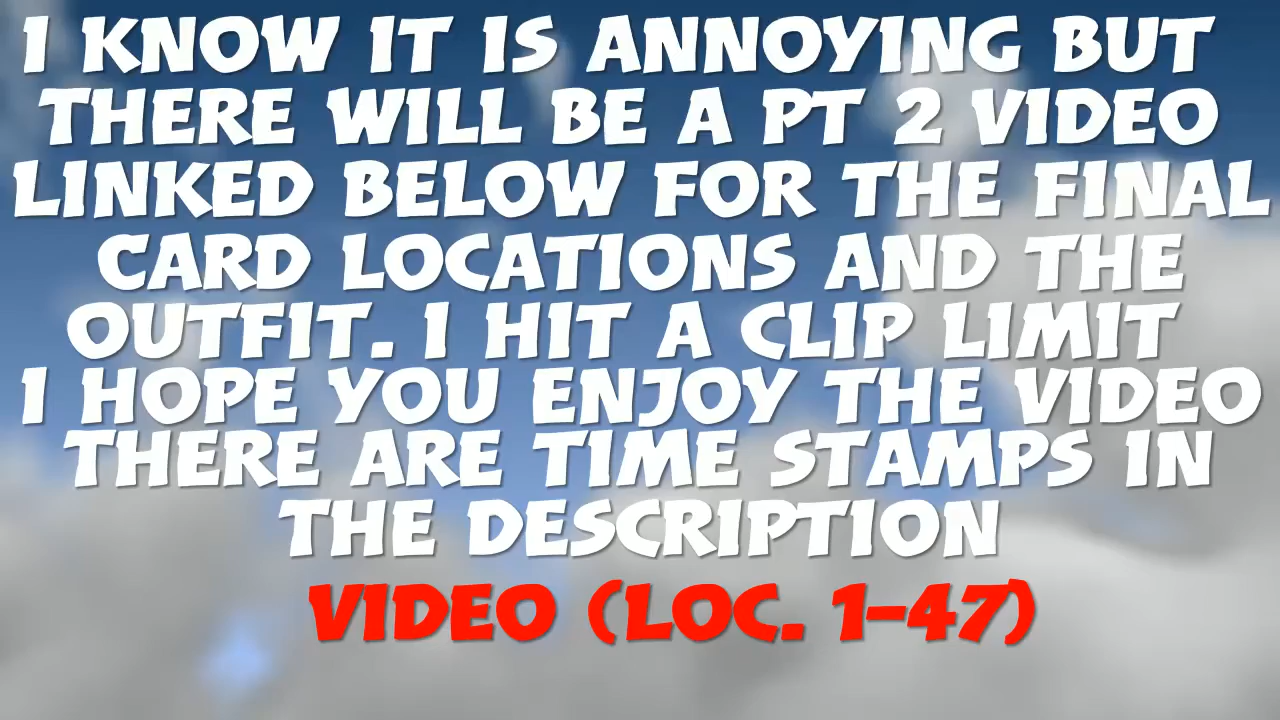 I KNOW IT IS ANNOYING BUT
THERE WILL BE A PT 2 VIDEO
LINKED BELOW FOR THE FINAL
CARD LOCATIONS AND THE
OUTFIT. I HIT A CLIP LIMIT
I HOPE YOU ENJOY THE VIDEO
THERE ARE TIME STAMPS IN
THE DESCRIPTION
VIDEO (LOC. 1-47)